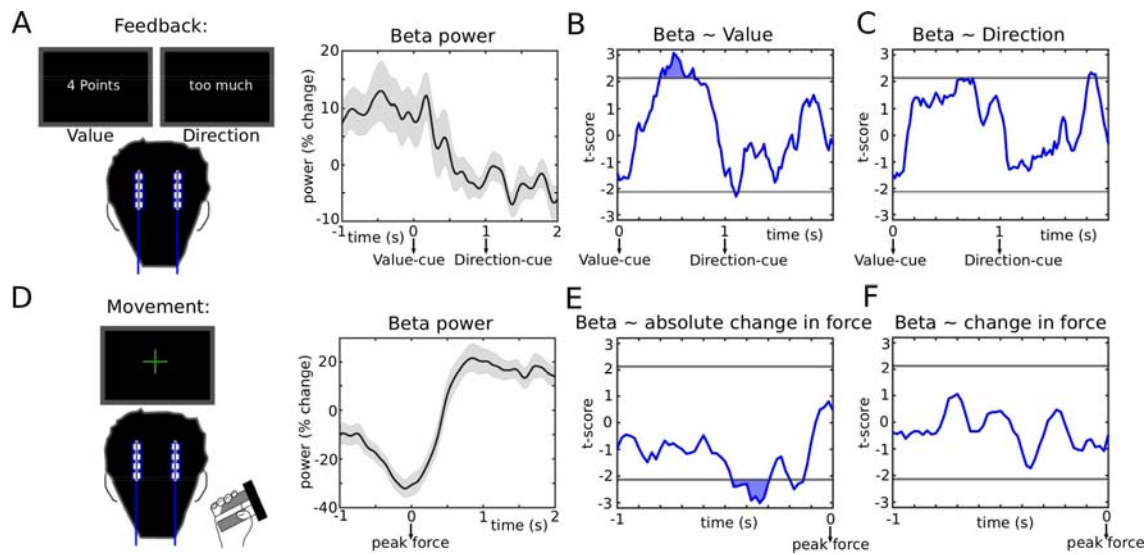 A
Feedback:
4 Points
too much
Value
Direction
Beta power
power (% change)
20
10
0
-10
-1
0
1
2
time (s)
Value-cue
Direction-cue
B
Beta ~ Value
t-score
3
2
1
0
-1
-2
-3
0
1
time (s)
Value-cue
Direction-cue
C
Beta ~ Direction
t-score
3
2
1
0
-1
-2
-3
0
1
time (s)
Value-cue
Direction-cue
D
Movement:
Beta power
power (% change)
20
0
-20
-40
-1
0
1
2
time (s)
peak force
E
Beta ~ absolute change in force
t-score
3
2
1
0
-1
-2
-3
-1
0
time (s)
peak force
F
Beta ~ change in force
t-score
3
2
1
0
-1
-2
-3
-1
0
time (s)
peak force